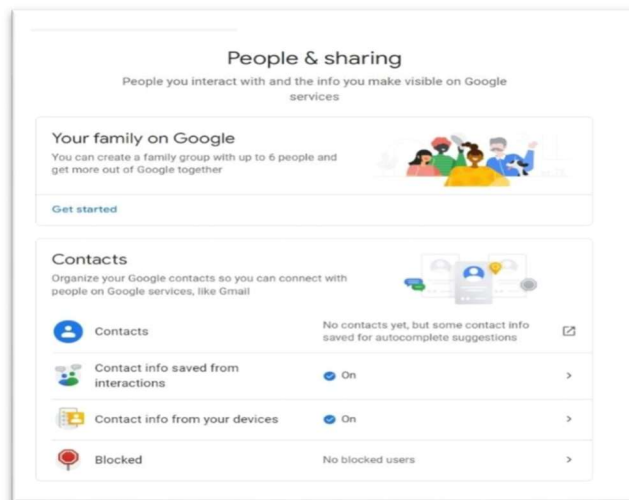 People & sharing
People you interact with and the info you make visible on Google
services
Your family on Google
You can create a family group with up to 6 people and
get more out of Google together
Get started
Contacts
Organize your Google contacts so you can connect with
people on Google services, like Gmail
Contacts
No contacts yet, but some contact info
saved for autocomplete suggestions
Contact info saved from
interactions
On
Contact info from your devices
On
Blocked
No blocked users